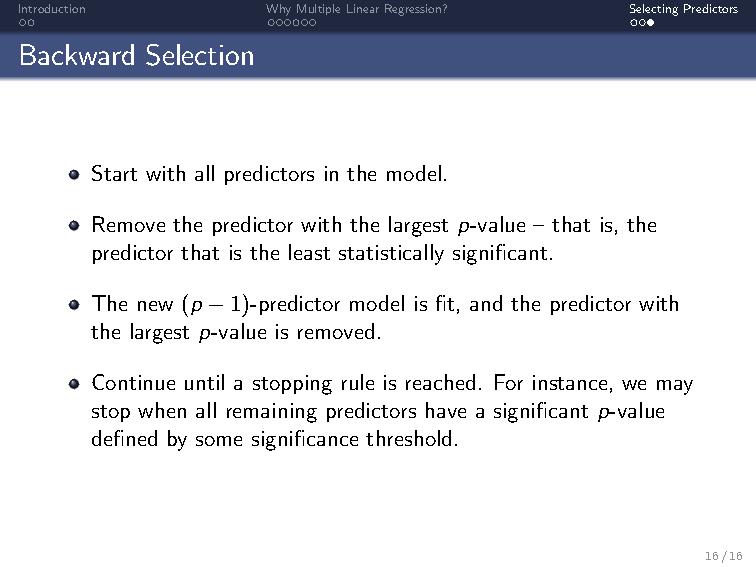 Introduction
Why Multiple Linear Regression?
Selecting Predictors
Backward Selection
Start with all predictors in the model.
Remove the predictor with the largest p-value – that is, the
predictor that is the least statistically significant.
The new (p − 1)-predictor model is fit, and the predictor with
the largest p-value is removed.
Continue until a stopping rule is reached. For instance, we may
stop when all remaining predictors have a significant p-value
defined by some significance threshold.
16 / 16